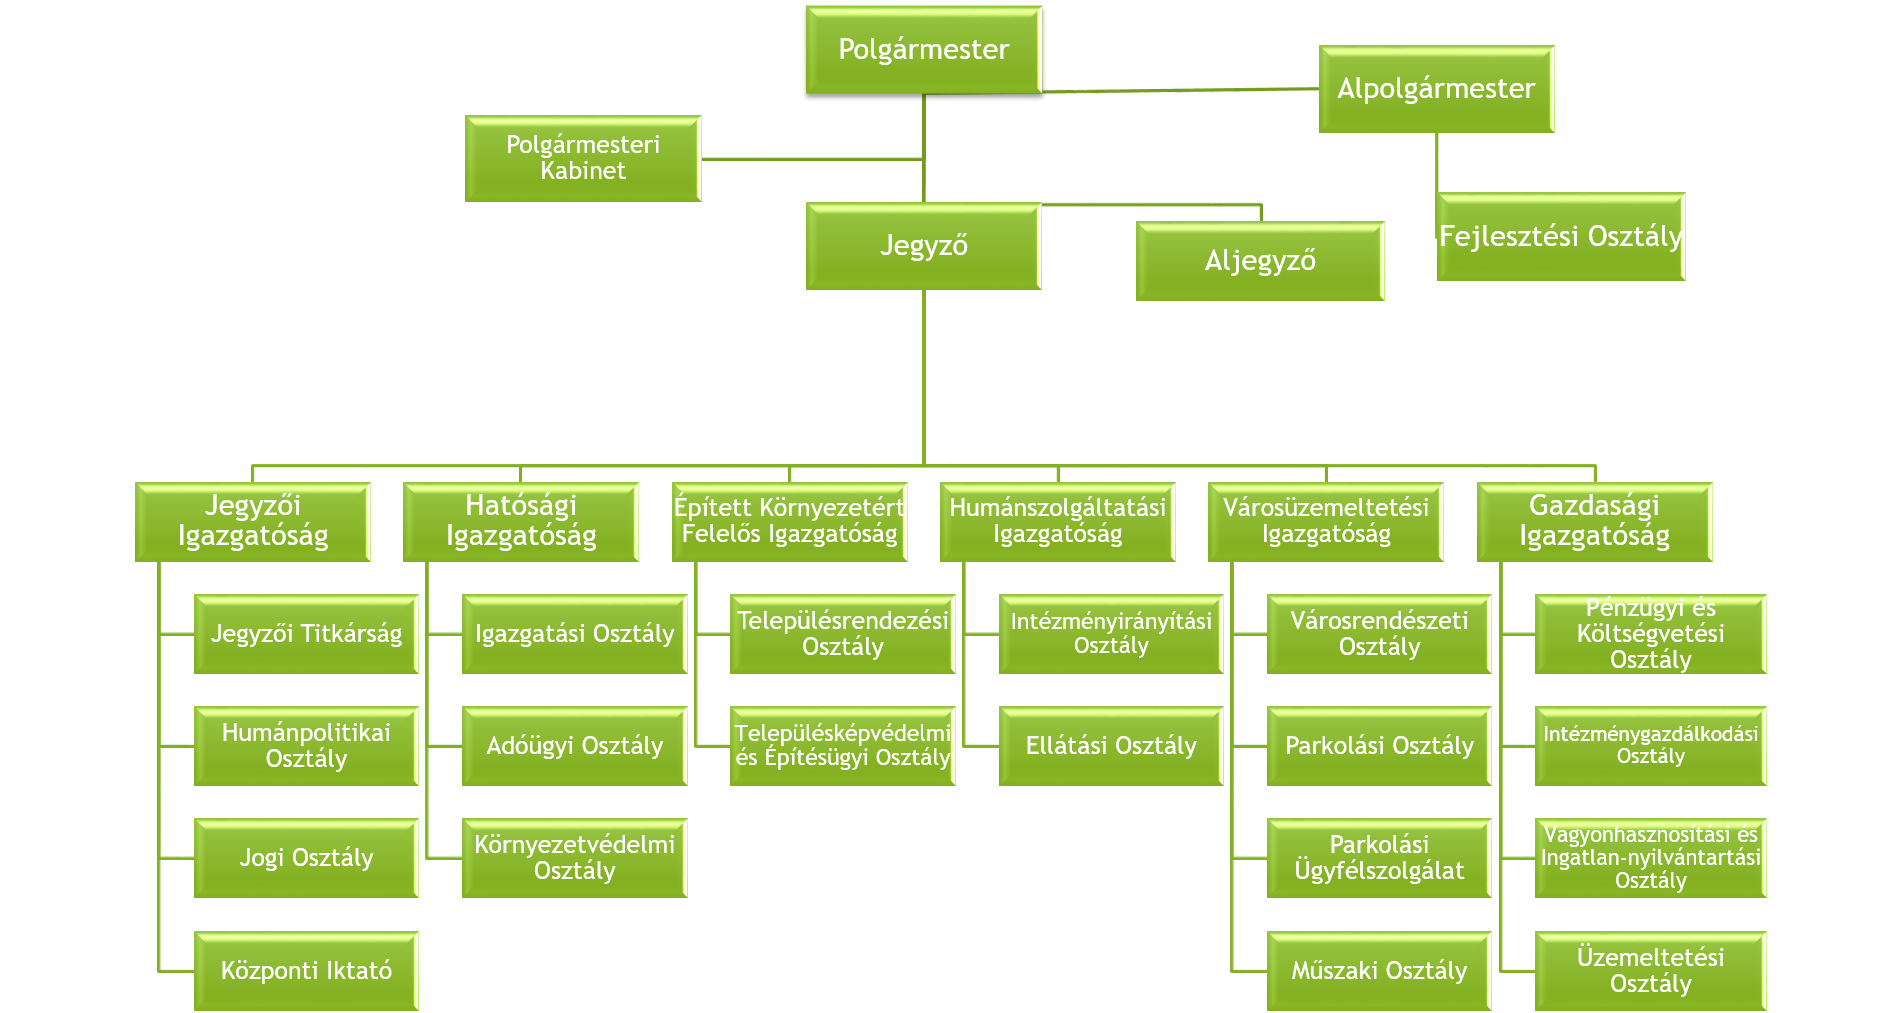 Polgármester
Alpolgármester
Polgármesteri
Kabinet
Jegyző
Aljegyző
Fejlesztési Osztály
Jegyzői
Igazgatóság
Jegyzői Titkárság
Humánpolitikai
Osztály
Jogi Osztály
Központi Iktató
Hatósági
Igazgatóság
Igazgatási Osztály
Adóügyi Osztály
Környezetvédelmi
Osztály
Épített Környezetért
Felelős Igazgatóság
Településrendezési
Osztály
Településképvédelmi
és Építésügyi Osztály
Humánszolgáltatási
Igazgatóság
Intézményirányítási
Osztály
Ellátási Osztály
Városüzemeltetési
Igazgatóság
Városrendészeti
Osztály
Parkolási Osztály
Parkolási
Ügyfélszolgálat
Műszaki Osztály
Gazdasági
Igazgatóság
Pénzügyi és
Költségvetési
Osztály
Intézménygazdálkodási
Osztály
Vagyonhasznosítási és
Ingatlan-nyilvántartási
Osztály
Üzemeltetési
Osztály